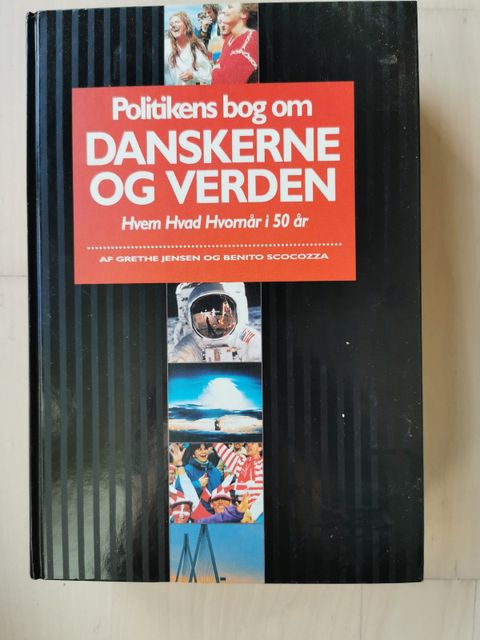 Politikens bog om
DANSKERNE
OG VERDEN
Hvem Hvad Hvornår i 50 år
AF GRETHE JENSEN OG BENITO SCOCOZZA